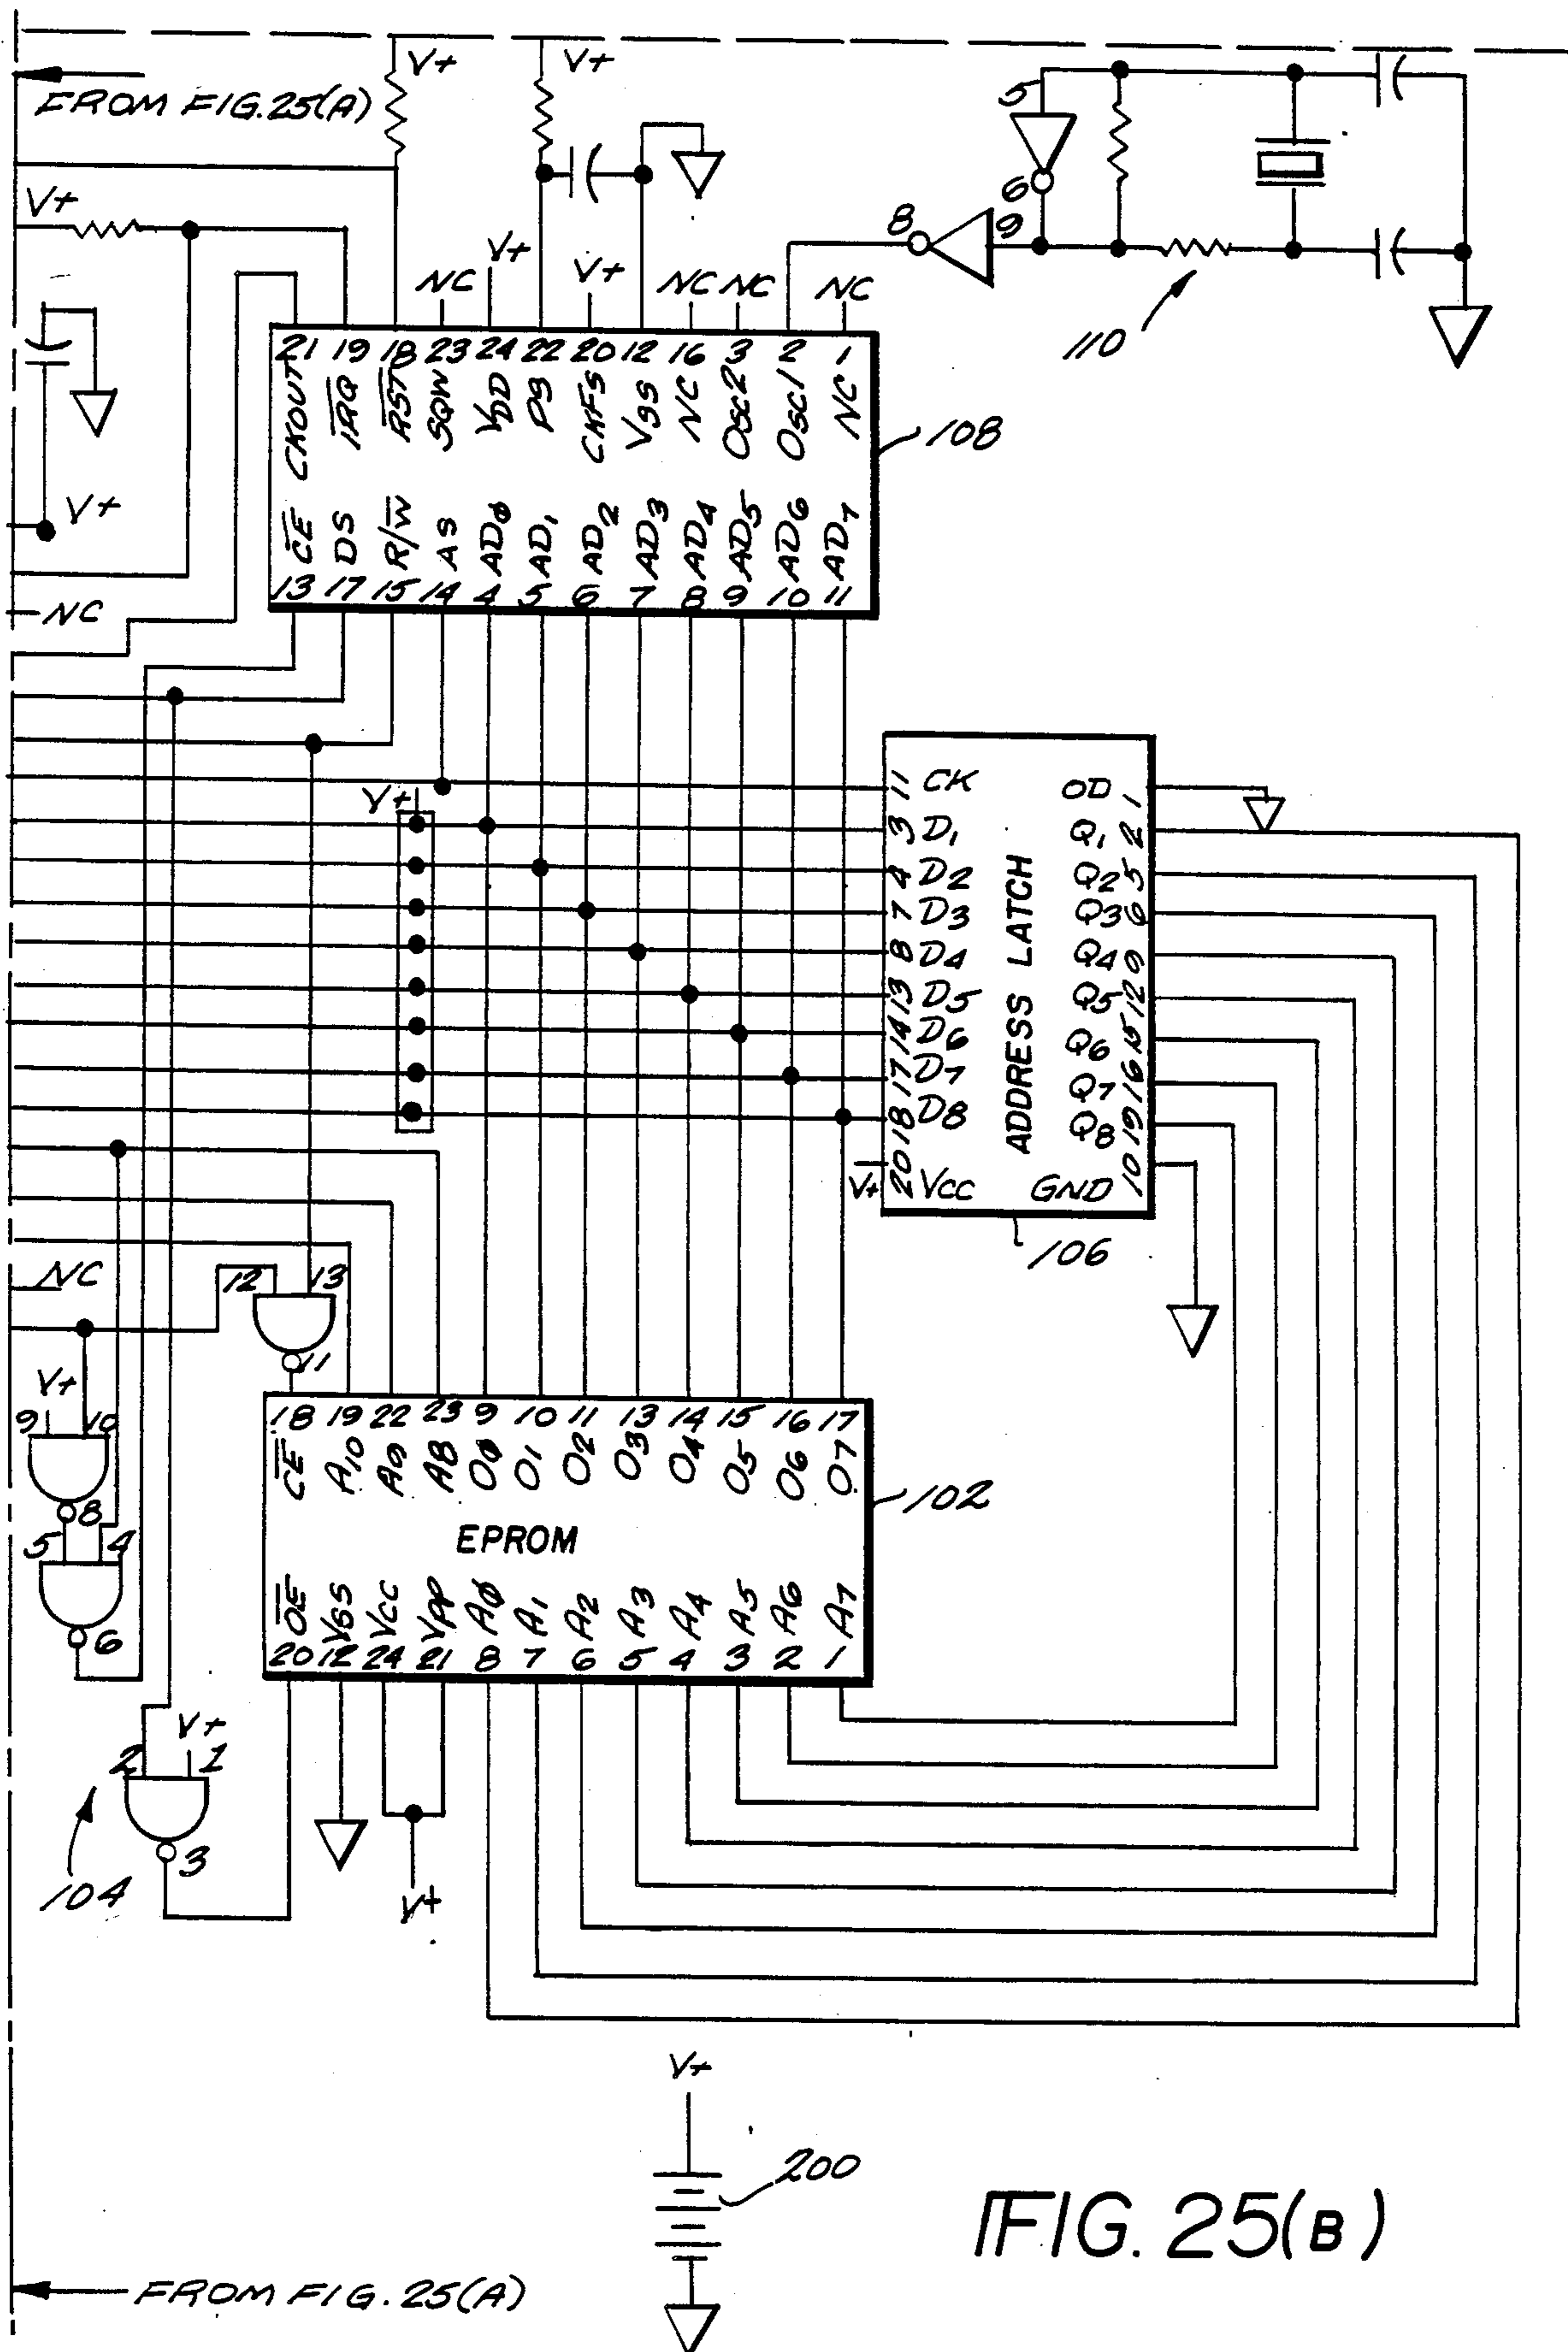 V+ V+
FROM FIG. 25(A)
5
6
8 9
V+
NC V+ V+ NC NC NC
110
21 19 18 23 24 22 20 12 16 3 2 1
CKOUT IRQ RST SQW VDD PS CKFS VSS NC OSC2 OSC1 NC
108
V+
CE DS R/W AS AD0 AD1 AD2 AD3 AD4 AD5 AD6 AD7
13 17 15 14 4 5 6 7 8 9 10 11
NC
V+
11 CK OD 1
3 D1 Q1 2
4 D2 Q2 5
7 D3 Q3 6
8 D4 Q4 9
13 D5 Q5 12
14 D6 Q6 15
17 D7 Q7 16
18 D8 Q8 19
V+ 20 VCC GND 10
ADDRESS LATCH
106
NC
12 13
11
V+
9 10
8
5 4
6
18 19 22 23 9 10 11 13 14 15 16 17
CE A10 A9 A8 O0 O1 O2 O3 O4 O5 O6 O7
102
EPROM
OE VSS VCC VPP A0 A1 A2 A3 A4 A5 A6 A7
20 12 24 21 8 7 6 5 4 3 2 1
V+
2 1
3
104
V+
V+
200
FIG. 25(B)
FROM FIG. 25(A)